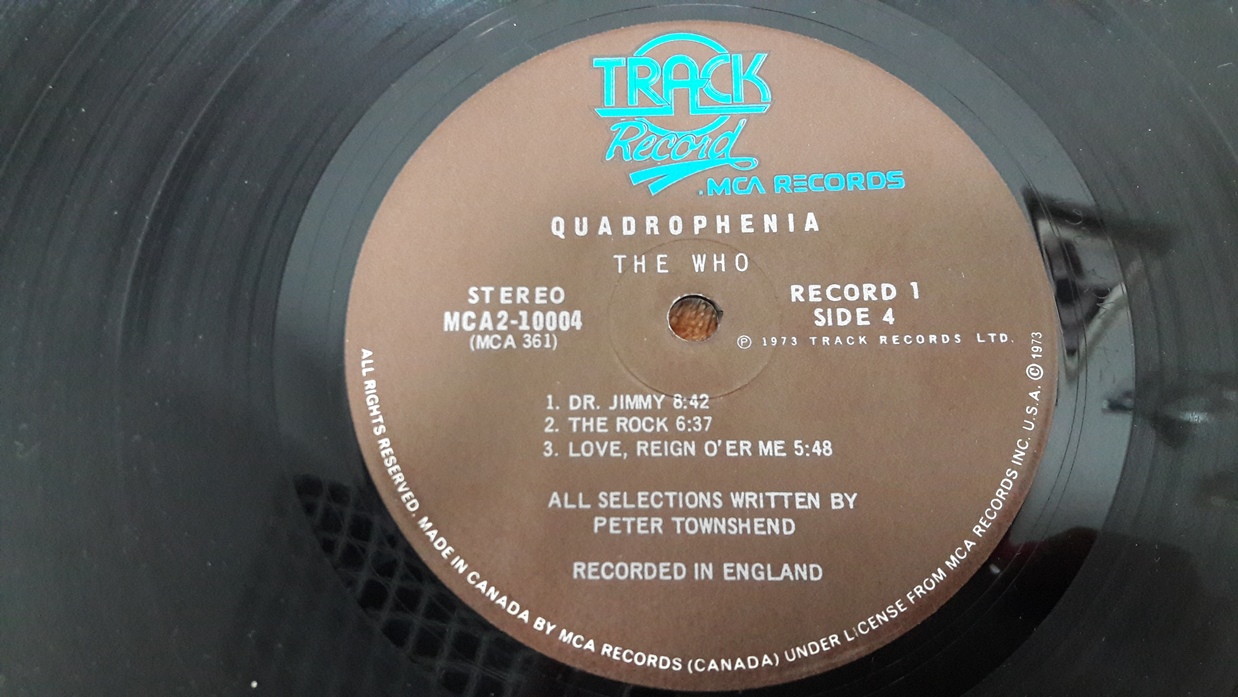 TRACK
Record
.MCA RECORDS
QUADROPHENIA
THE WHO
STEREO
MCA2-10004
(MCA 361)
RECORD 1
SIDE 4
℗ 1973 TRACK RECORDS LTD.
1. DR. JIMMY 8:42
2. THE ROCK 6:37
3. LOVE, REIGN O'ER ME 5:48
ALL SELECTIONS WRITTEN BY
PETER TOWNSHEND
RECORDED IN ENGLAND
ALL RIGHTS RESERVED. MADE IN CANADA BY MCA RECORDS (CANADA) UNDER LICENSE FROM MCA RECORDS INC. U.S.A. © 1973